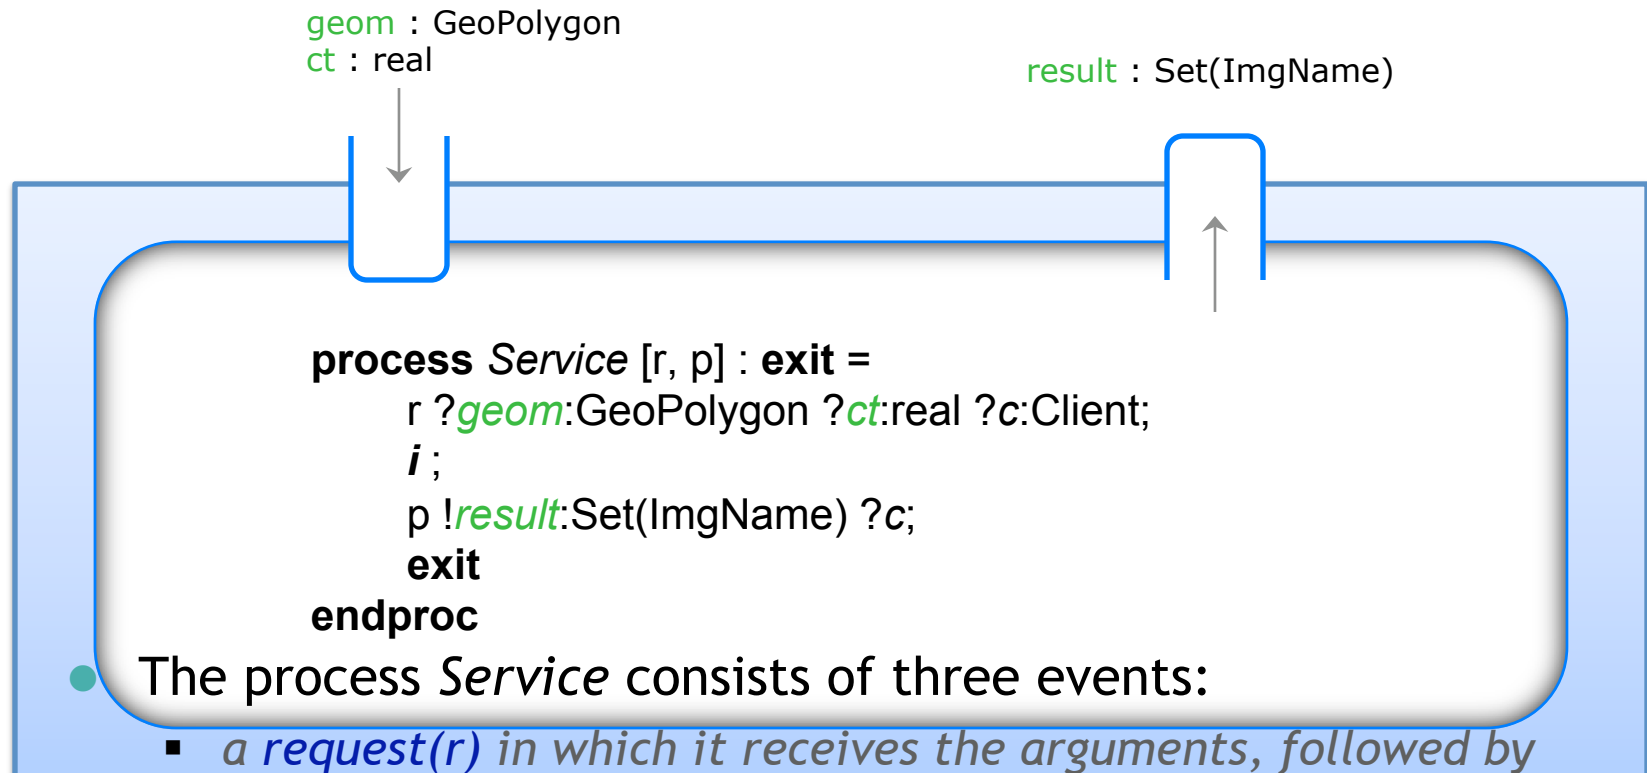 geom : GeoPolygon
ct : real
result : Set(ImgName)
process Service [r, p] : exit =
r ?geom:GeoPolygon ?ct:real ?c:Client;
i ;
p !result:Set(ImgName) ?c;
exit
endproc
● The process Service consists of three events:
▪ a request(r) in which it receives the arguments, followed by